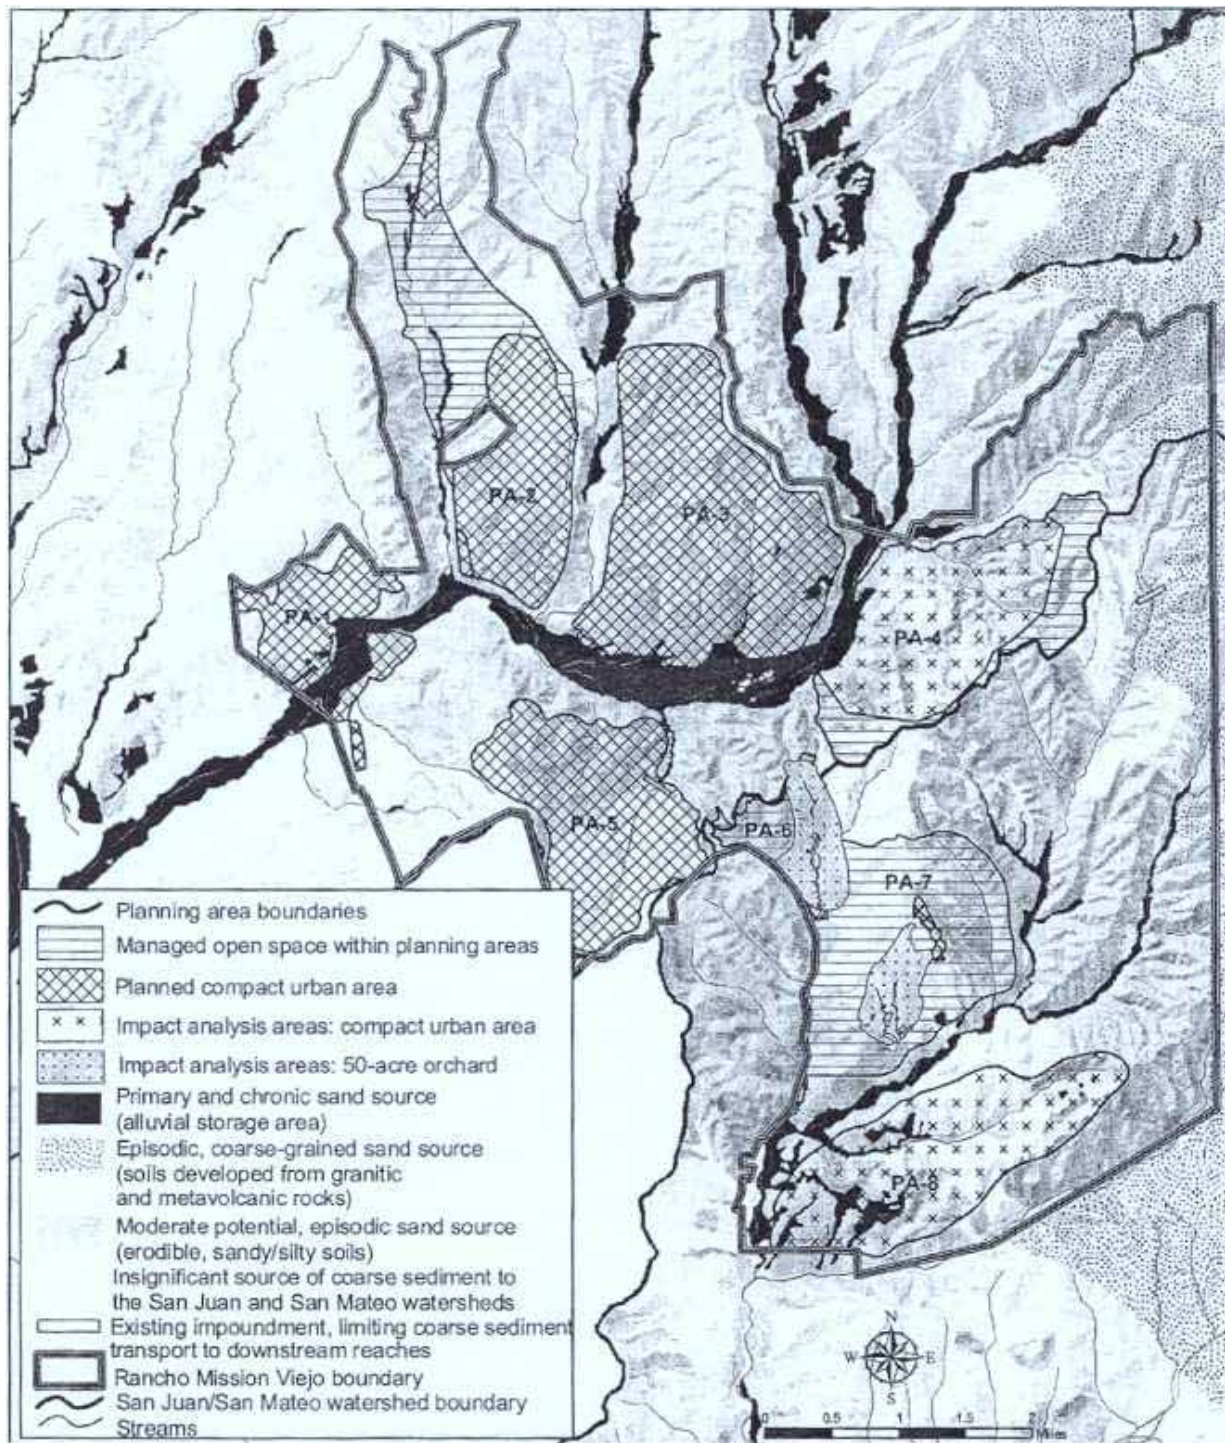 PA-2
PA-3
PA-1
PA-4
PA-5
PA-6
PA-7
PA-8
Planning area boundaries
Managed open space within planning areas
Planned compact urban area
Impact analysis areas: compact urban area
Impact analysis areas: 50-acre orchard
Primary and chronic sand source
(alluvial storage area)
Episodic, coarse-grained sand source
(soils developed from granitic
and metavolcanic rocks)
Moderate potential, episodic sand source
(erodible, sandy/silty soils)
Insignificant source of coarse sediment to
the San Juan and San Mateo watersheds
Existing impoundment, limiting coarse sediment
transport to downstream reaches
Rancho Mission Viejo boundary
San Juan/San Mateo watershed boundary
Streams
N
W E
S
0 0.5 1 1.5 2
Miles